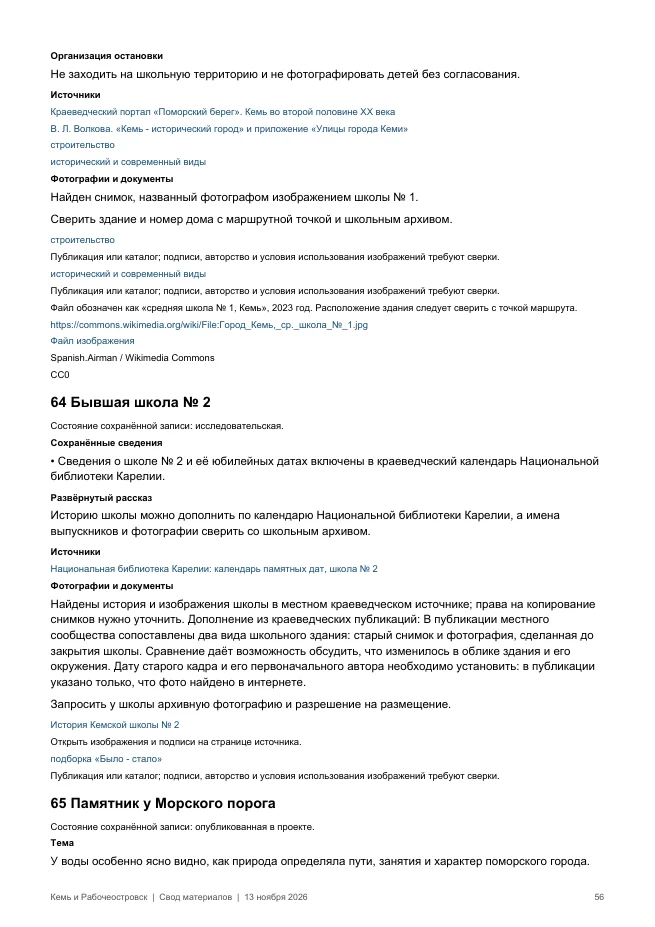 Организация остановки
Не заходить на школьную территорию и не фотографировать детей без согласования.
Источники
Краеведческий портал «Поморский берег». Кемь во второй половине XX века
В. Л. Волкова. «Кемь - исторический город» и приложение «Улицы города Кеми»
строительство
исторический и современный виды
Фотографии и документы
Найден снимок, названный фотографом изображением школы № 1.
Сверить здание и номер дома с маршрутной точкой и школьным архивом.
строительство
Публикация или каталог; подписи, авторство и условия использования изображений требуют сверки.
исторический и современный виды
Публикация или каталог; подписи, авторство и условия использования изображений требуют сверки.
Файл обозначен как «средняя школа № 1, Кемь», 2023 год. Расположение здания следует сверить с точкой маршрута.
https://commons.wikimedia.org/wiki/File:Город_Кемь,_ср._школа_№_1.jpg
Файл изображения
Spanish.Airman / Wikimedia Commons
CC0
64 Бывшая школа № 2
Состояние сохранённой записи: исследовательская.
Сохранённые сведения
• Сведения о школе № 2 и её юбилейных датах включены в краеведческий календарь Национальной
библиотеки Карелии.
Развёрнутый рассказ
Историю школы можно дополнить по календарю Национальной библиотеки Карелии, а имена
выпускников и фотографии сверить со школьным архивом.
Источники
Национальная библиотека Карелии: календарь памятных дат, школа № 2
Фотографии и документы
Найдены история и изображения школы в местном краеведческом источнике; права на копирование
снимков нужно уточнить. Дополнение из краеведческих публикаций: В публикации местного
сообщества сопоставлены два вида школьного здания: старый снимок и фотография, сделанная до
закрытия школы. Сравнение даёт возможность обсудить, что изменилось в облике здания и его
окружения. Дату старого кадра и его первоначального автора необходимо установить: в публикации
указано только, что фото найдено в интернете.
Запросить у школы архивную фотографию и разрешение на размещение.
История Кемской школы № 2
Открыть изображения и подписи на странице источника.
подборка «Было - стало»
Публикация или каталог; подписи, авторство и условия использования изображений требуют сверки.
65 Памятник у Морского порога
Состояние сохранённой записи: опубликованная в проекте.
Тема
У воды особенно ясно видно, как природа определяла пути, занятия и характер поморского города.
Кемь и Рабочеостровск | Свод материалов | 13 ноября 2026 56